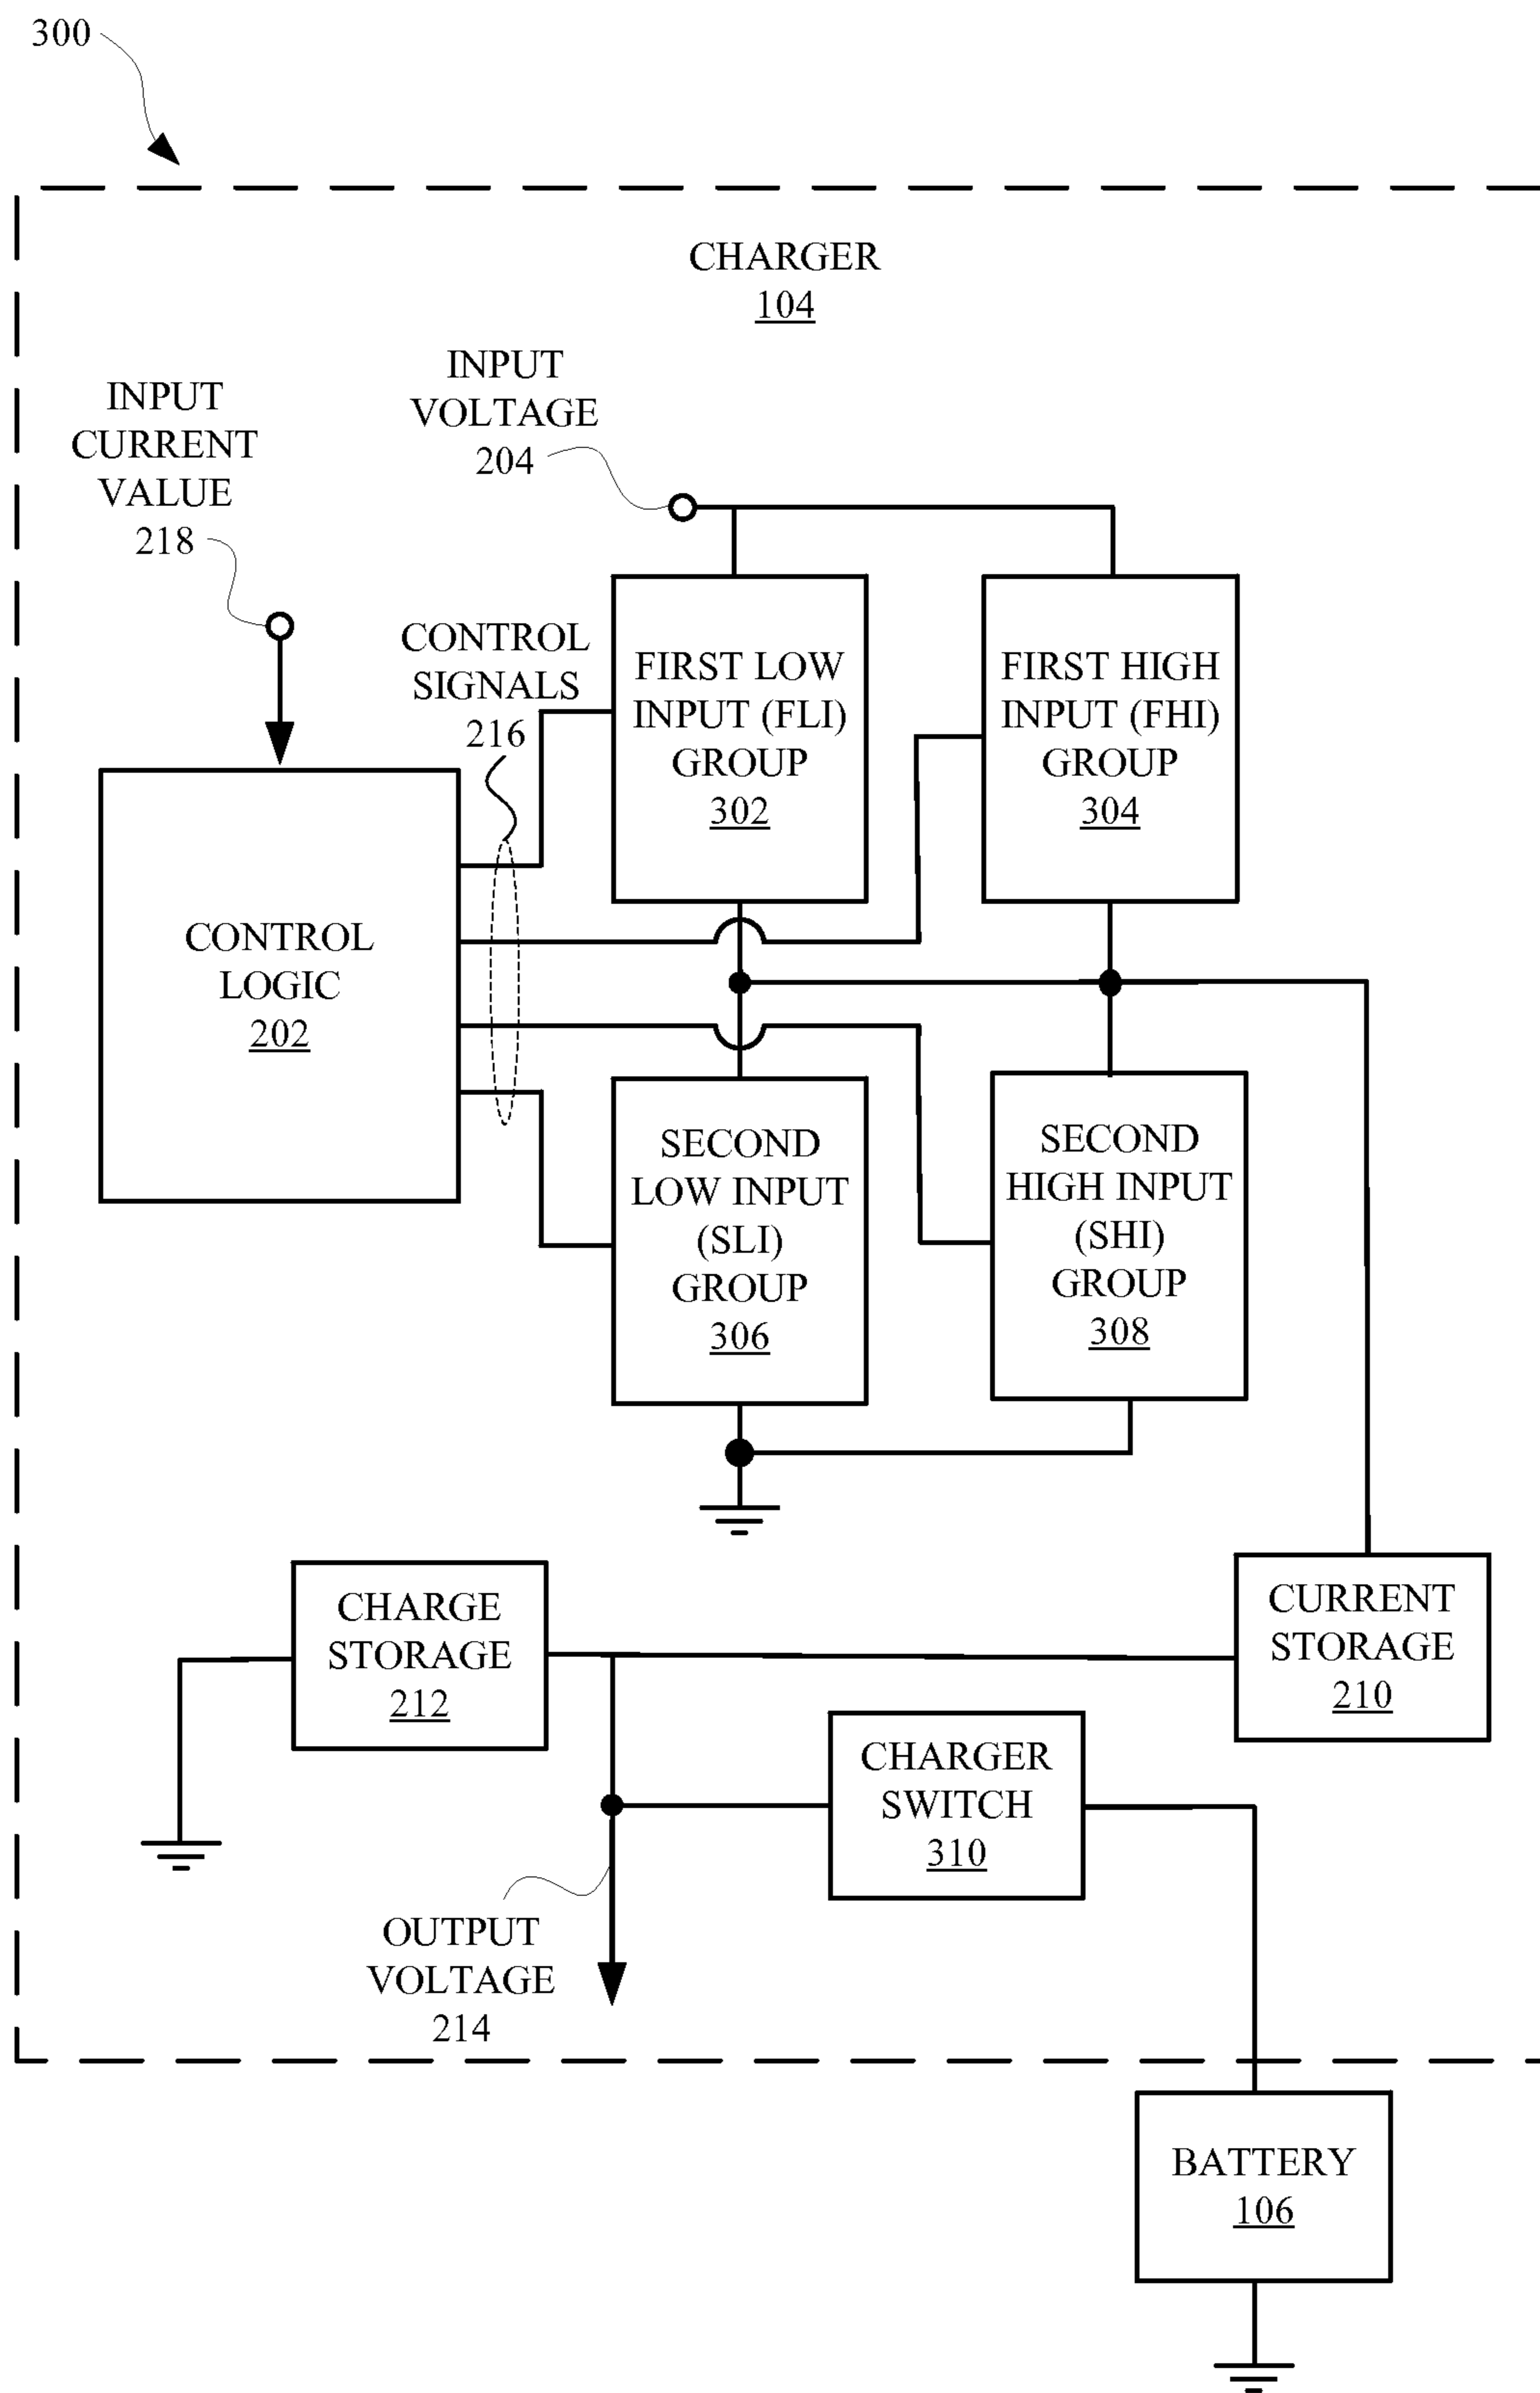 300
CHARGER
104
INPUT
VOLTAGE
204
INPUT
CURRENT
VALUE
218
CONTROL
SIGNALS
216
FIRST LOW
INPUT (FLI)
GROUP
302
FIRST HIGH
INPUT (FHI)
GROUP
304
CONTROL
LOGIC
202
SECOND
LOW INPUT
(SLI)
GROUP
306
SECOND
HIGH INPUT
(SHI)
GROUP
308
CHARGE
STORAGE
212
CURRENT
STORAGE
210
CHARGER
SWITCH
310
OUTPUT
VOLTAGE
214
BATTERY
106